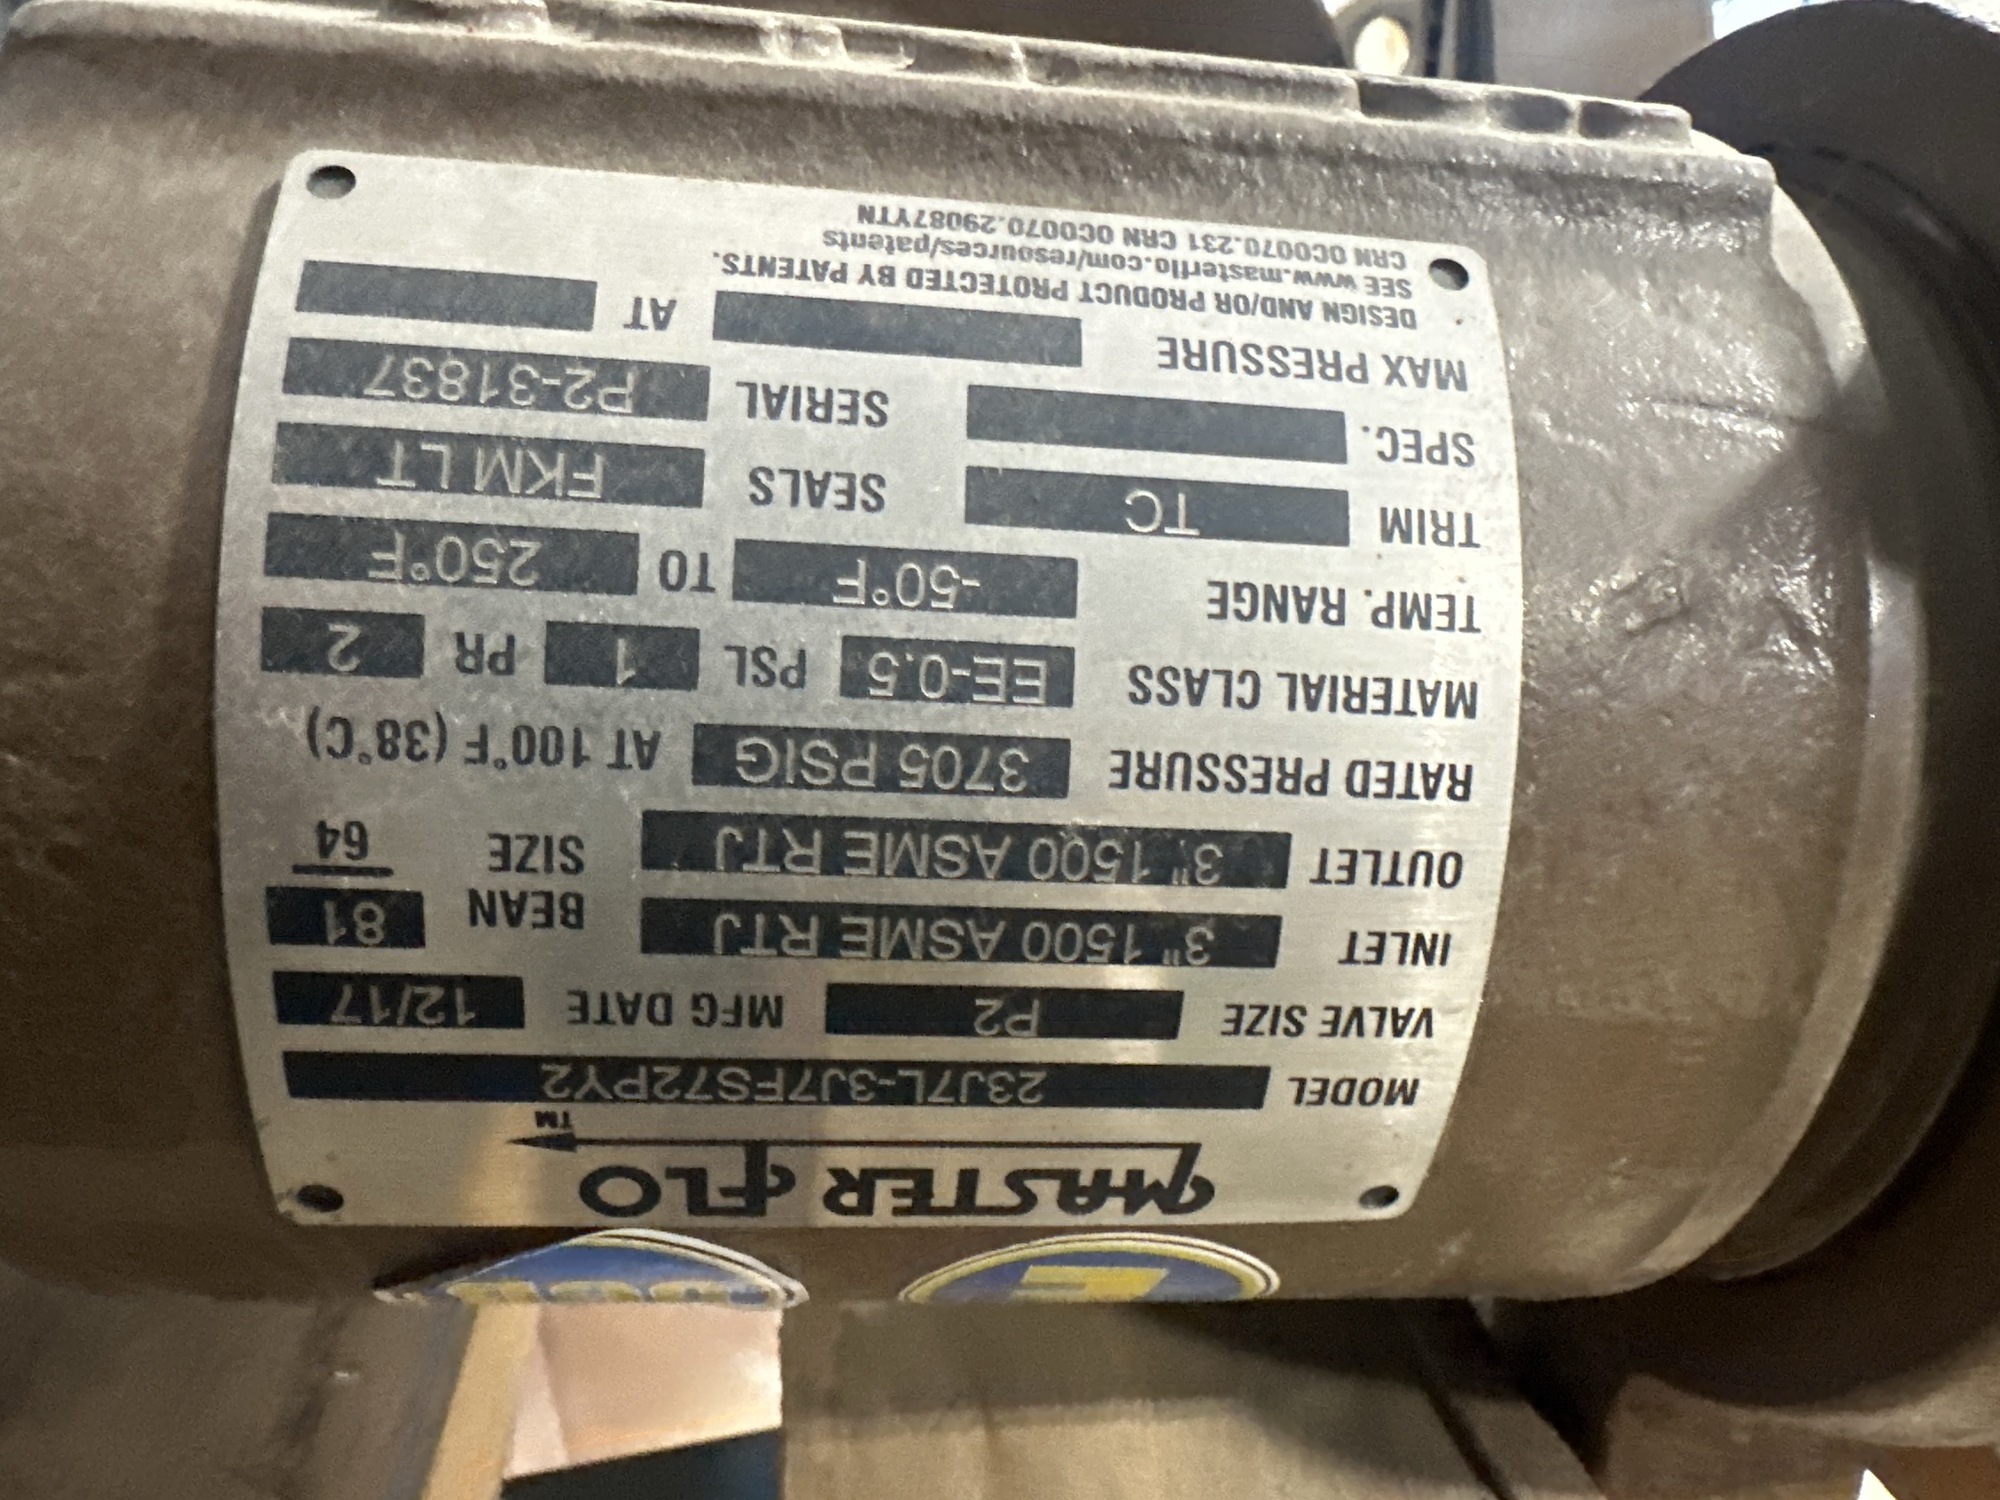 MASTER FLO™
MODEL 23J7L-3J7FS72PY2
VALVE SIZE P2 MFG DATE 12/17
INLET 3" 1500 ASME RTJ BEAN 81
OUTLET 3" 1500 ASME RTJ SIZE 64
RATED PRESSURE 3705 PSIG AT 100°F (38°C)
MATERIAL CLASS EE-0.5 PSL 1 PR 2
TEMP. RANGE -50°F TO 250°F
TRIM TC SEALS FKM LT
SPEC. SERIAL P2-31837
MAX PRESSURE AT
DESIGN AND/OR PRODUCT PROTECTED BY PATENTS.
SEE www.masterflo.com/resources/patents
CRN 0C0070.231 CRN 0C0070.29087YTN